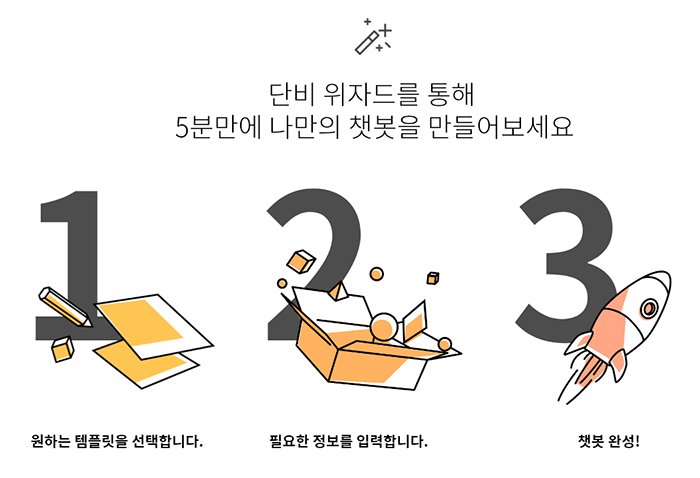 단비 위자드를 통해
5분만에 나만의 챗봇을 만들어보세요
1 2 3
원하는 템플릿을 선택합니다. 필요한 정보를 입력합니다. 챗봇 완성!